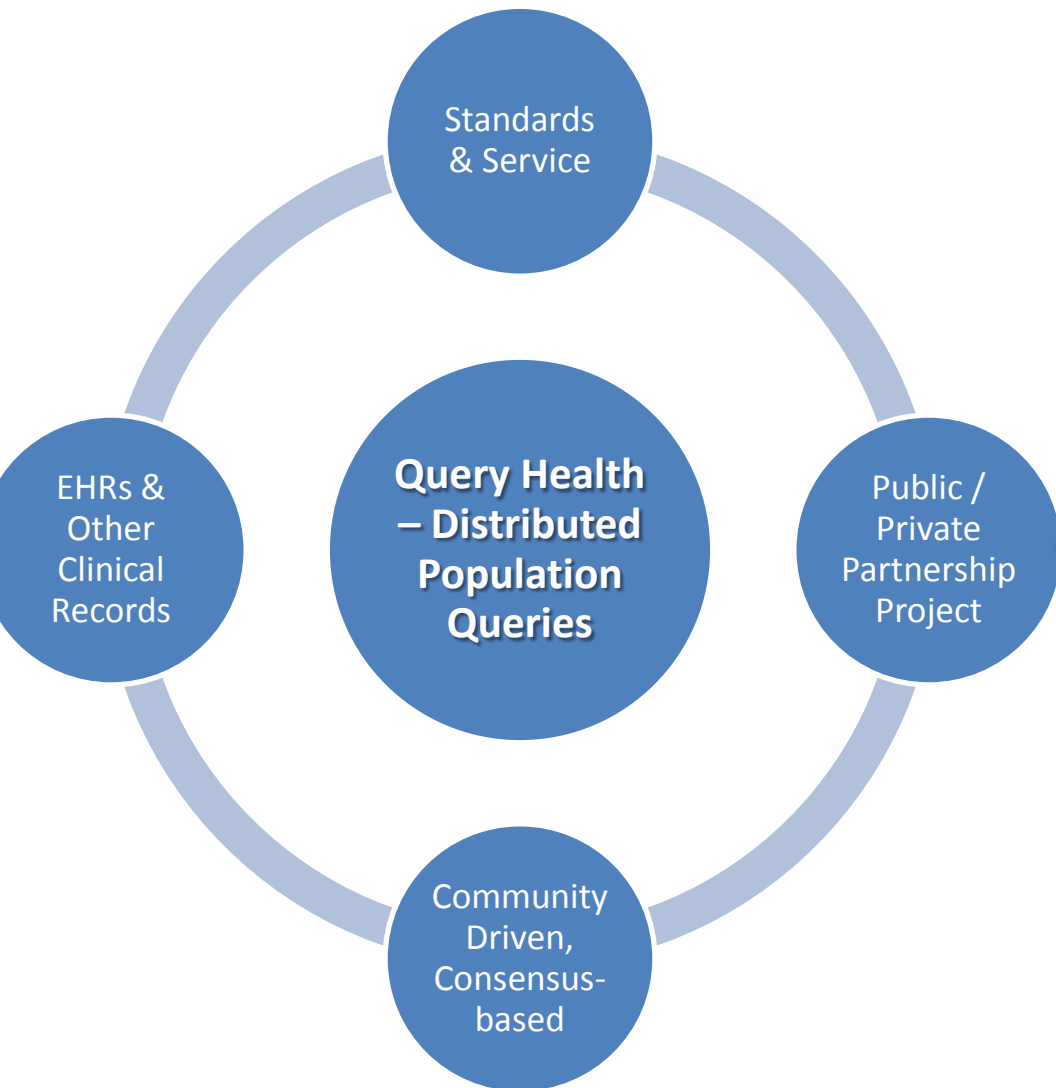 Standards
& Service
EHRs &
Other
Clinical
Records
Query Health
– Distributed
Population
Queries
Public /
Private
Partnership
Project
Community
Driven,
Consensus-
based